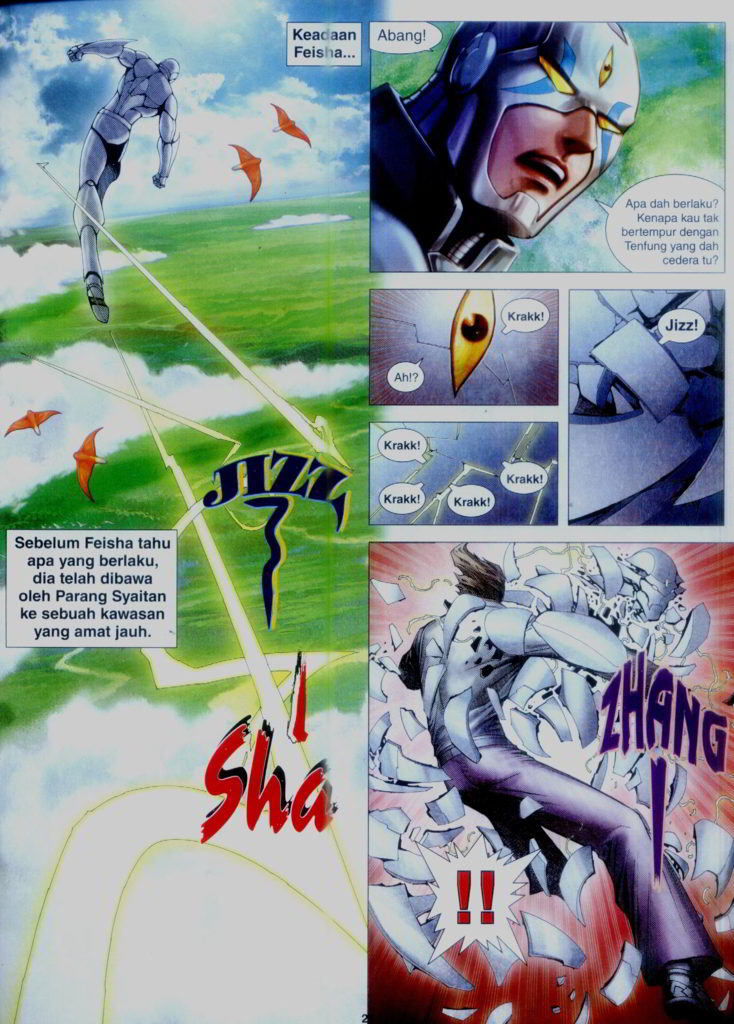 Keadaan
Feisha...
JIZZ
Sebelum Feisha tahu
apa yang berlaku,
dia telah dibawa
oleh Parang Syaitan
ke sebuah kawasan
yang amat jauh.
Sha!
Abang!
Apa dah berlaku?
Kenapa kau tak
bertempur dengan
Tenfung yang dah
cedera tu?
Krakk!
Ah!?
Jizz!
Krakk!
Krakk!
Krakk!
Krakk!
ZHANG!
!!
2